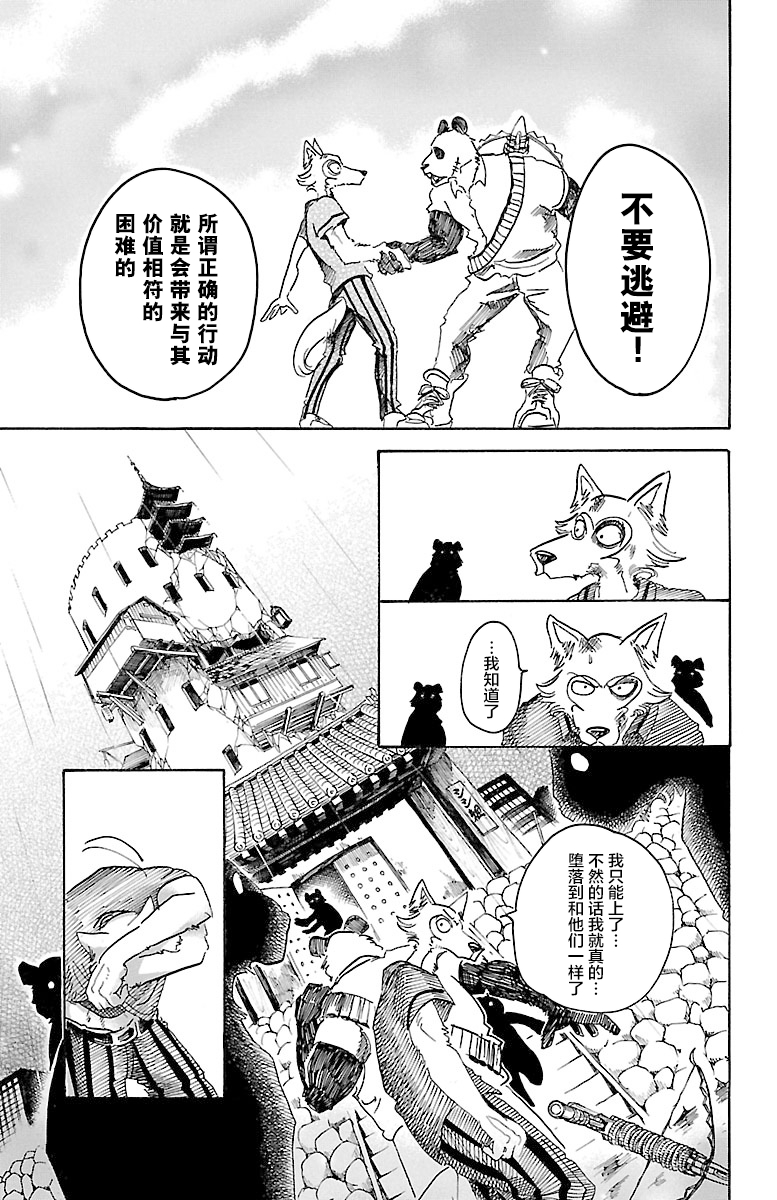 不要逃避！
所谓正确的行动
就是会带来与其
价值相符的
困难的
…我知道了
我只能上了…
不然的话我就真的…
堕落到和他们一样了